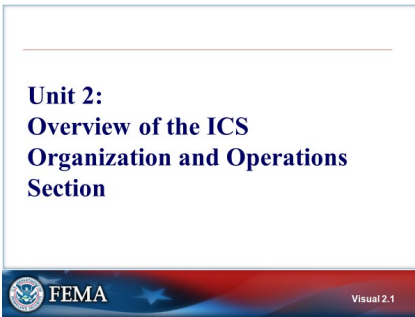 Unit 2:
Overview of the ICS
Organization and Operations
Section
FEMA
Visual 2.1